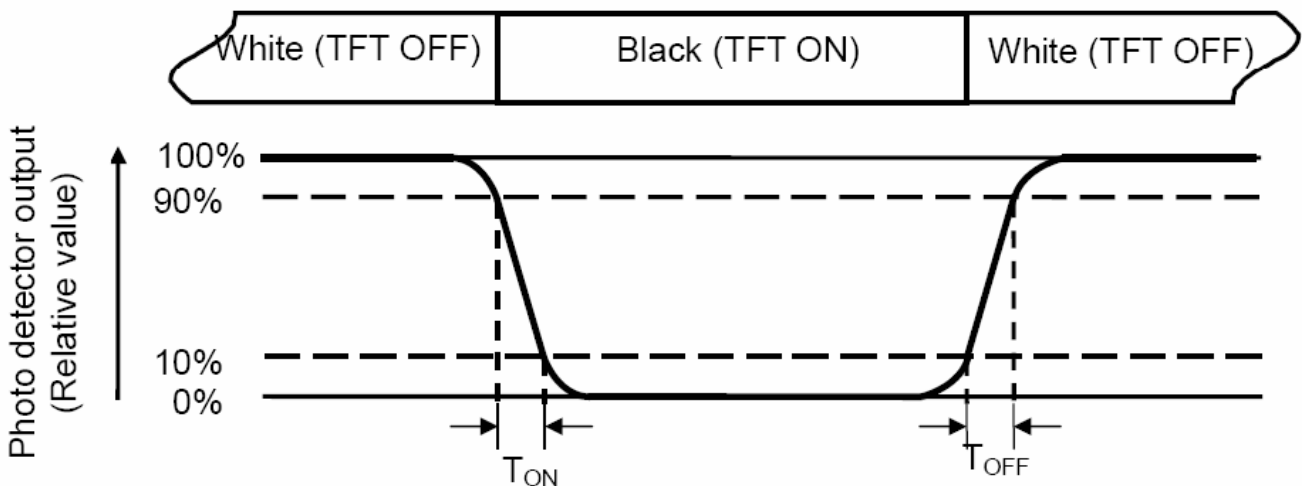 White (TFT OFF)
Black (TFT ON)
White (TFT OFF)
Photo detector output
(Relative value)
100%
90%
10%
0%
TON
TOFF